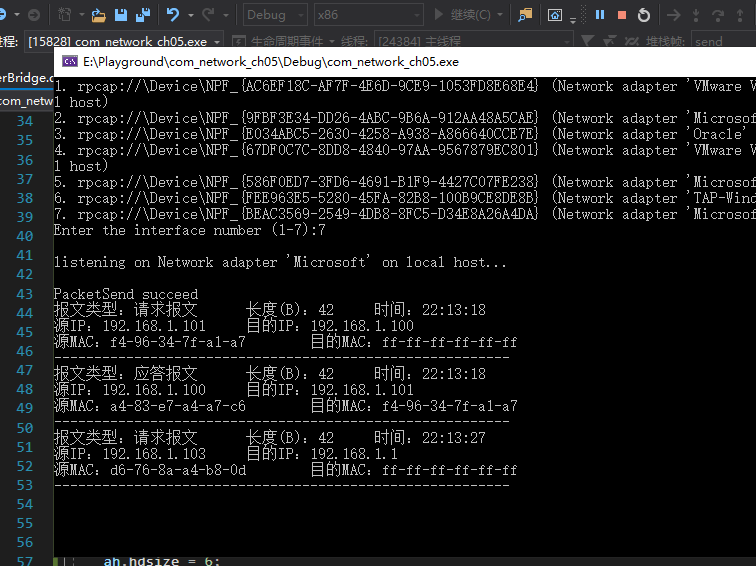 Debug x86 继续(C)
程: [15828] com_network_ch05.exe 生命周期事件 线程: [24384] 主线程 堆栈帧: send
E:\Playground\com_network_ch05\Debug\com_network_ch05.exe
erBridge.c
com_netw
1. rpcap://\Device\NPF_{AC6EF18C-AF7F-4E6D-9CE9-1053FD8E68E4} (Network adapter 'VMware V
l host)
2. rpcap://\Device\NPF_{9FBF3E34-DD26-4ABC-9B6A-912AA48A5CAE} (Network adapter 'Microsof
3. rpcap://\Device\NPF_{E034ABC5-2630-4258-A938-A866640CCE7E} (Network adapter 'Oracle'
4. rpcap://\Device\NPF_{67DF0C7C-8DD8-4840-97AA-9567879EC801} (Network adapter 'VMware V
l host)
5. rpcap://\Device\NPF_{586F0ED7-3FD6-4691-B1F9-4427C07FE238} (Network adapter 'Microsof
6. rpcap://\Device\NPF_{FBE963E5-5280-45FA-82B8-100B9CE8DE8B} (Network adapter 'TAP-Wind
7. rpcap://\Device\NPF_{BEAC3569-2549-4DB8-8FC5-D34E8A26A4DA} (Network adapter 'Microsof
Enter the interface number (1-7):7
listening on Network adapter 'Microsoft' on local host...
PacketSend succeed
报文类型：请求报文 长度(B)：42 时间：22:13:18
源IP：192.168.1.101 目的IP：192.168.1.100
源MAC：f4-96-34-7f-a1-a7 目的MAC：ff-ff-ff-ff-ff-ff
---------------------------------------------------------
报文类型：应答报文 长度(B)：42 时间：22:13:18
源IP：192.168.1.100 目的IP：192.168.1.101
源MAC：a4-83-e7-a4-a7-c6 目的MAC：f4-96-34-7f-a1-a7
---------------------------------------------------------
报文类型：请求报文 长度(B)：42 时间：22:13:27
源IP：192.168.1.103 目的IP：192.168.1.1
源MAC：d6-76-8a-a4-b8-0d 目的MAC：ff-ff-ff-ff-ff-ff
---------------------------------------------------------
34
35
36
37
38
39
40
41
42
43
44
45
46
47
48
49
50
51
52
53
54
55
56
57 ah.hdsize = 6;